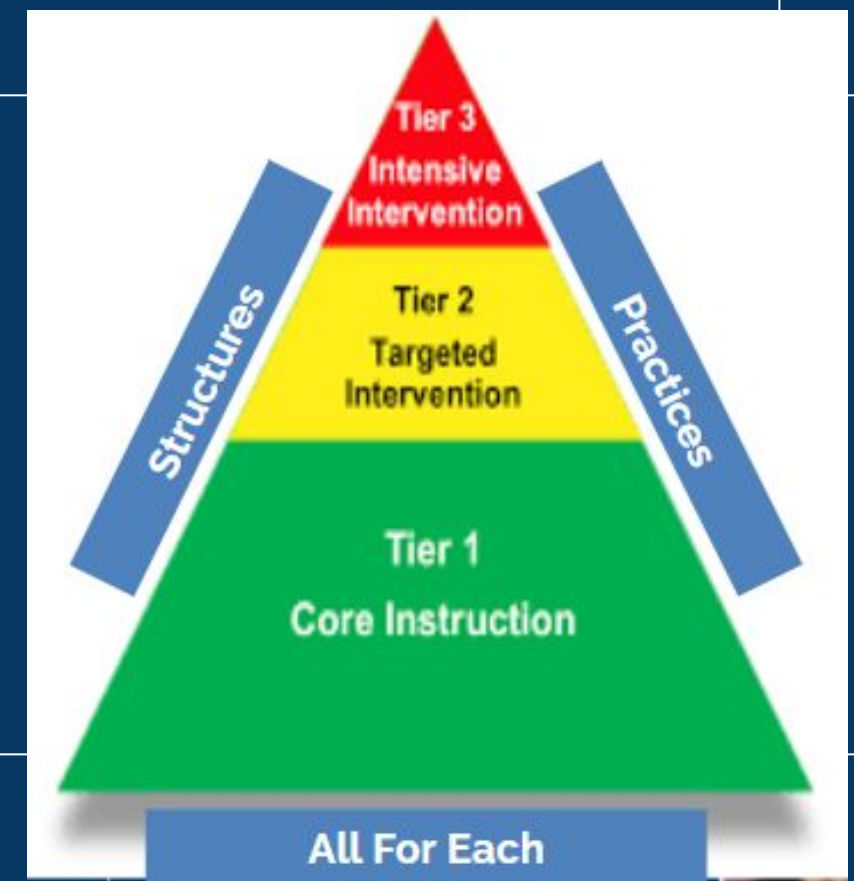 Tier 3
Intensive
Intervention
Structures
Practices
Tier 2
Targeted
Intervention
Tier 1
Core Instruction
All For Each